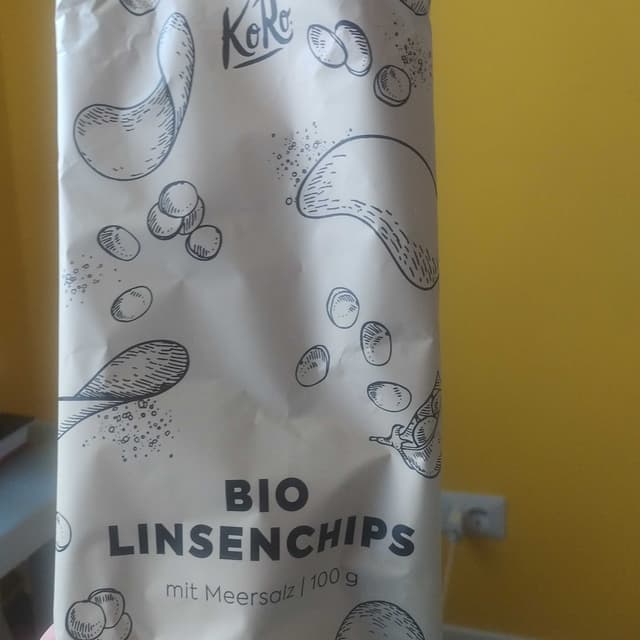 KoRo
BIO
LINSENCHIPS
mit Meersalz | 100 g